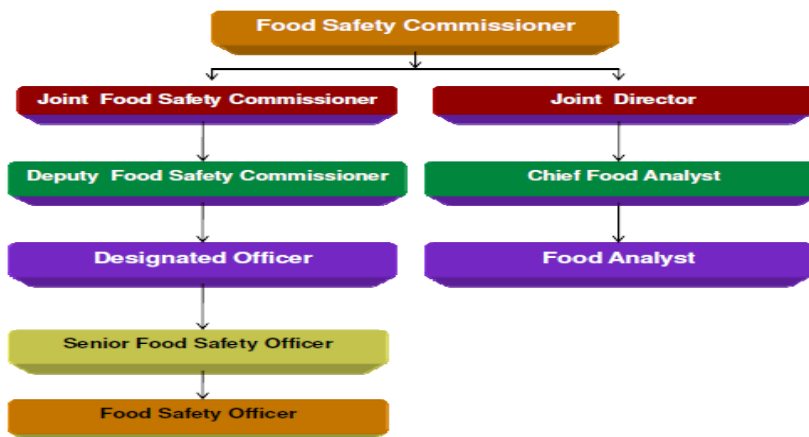 Food Safety Commissioner
Joint Food Safety Commissioner
Joint Director
Deputy Food Safety Commissioner
Chief Food Analyst
Designated Officer
Food Analyst
Senior Food Safety Officer
Food Safety Officer